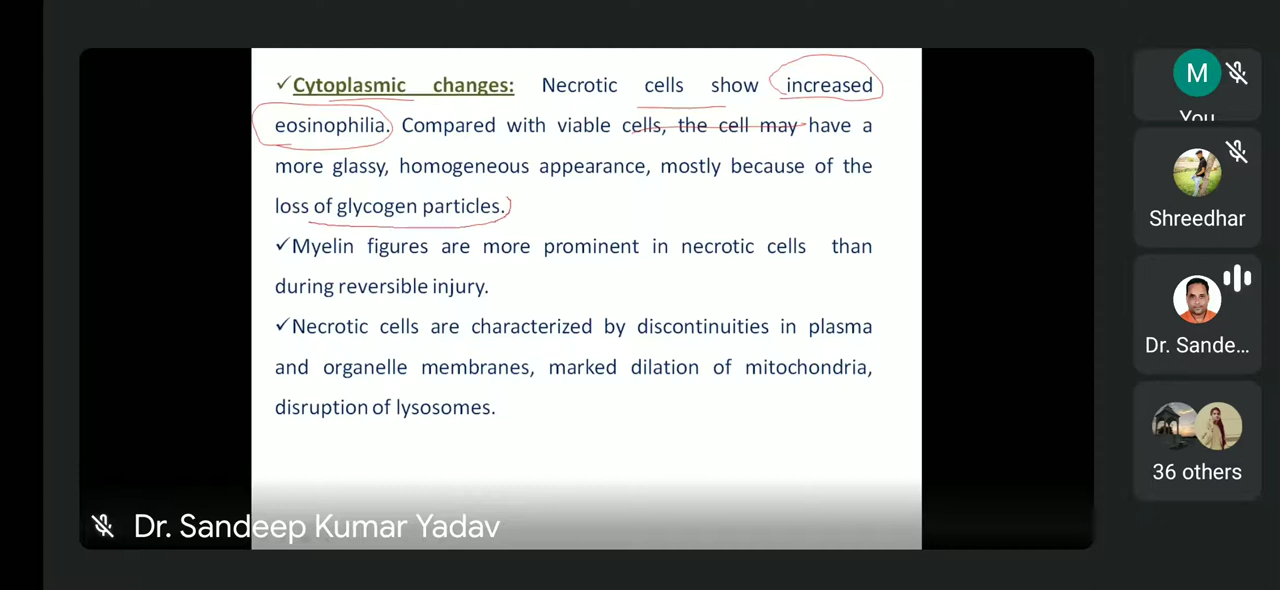 ✓Cytoplasmic changes: Necrotic cells show increased
eosinophilia. Compared with viable cells, the cell may have a
more glassy, homogeneous appearance, mostly because of the
loss of glycogen particles.
✓Myelin figures are more prominent in necrotic cells than
during reversible injury.
✓Necrotic cells are characterized by discontinuities in plasma
and organelle membranes, marked dilation of mitochondria,
disruption of lysosomes.
Dr. Sandeep Kumar Yadav
M
You
Shreedhar
Dr. Sande...
36 others